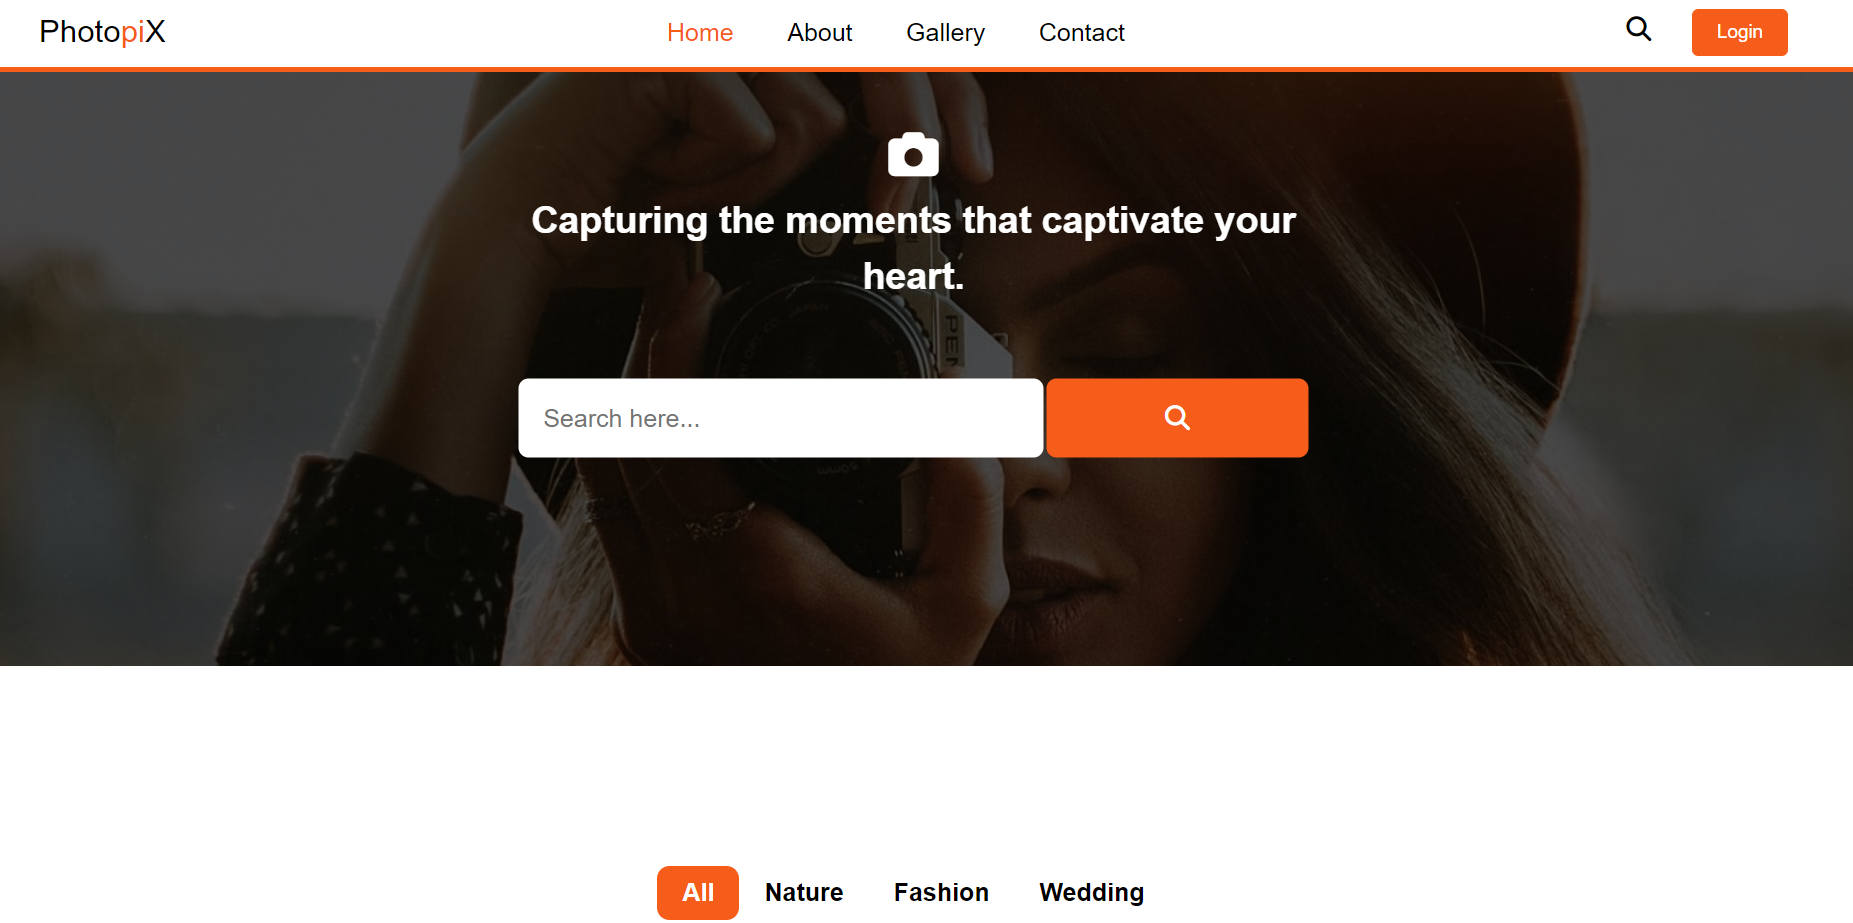 PhotopiX
Home About Gallery Contact
Login
Capturing the moments that captivate your
heart.
PEN
Search here...
All Nature Fashion Wedding